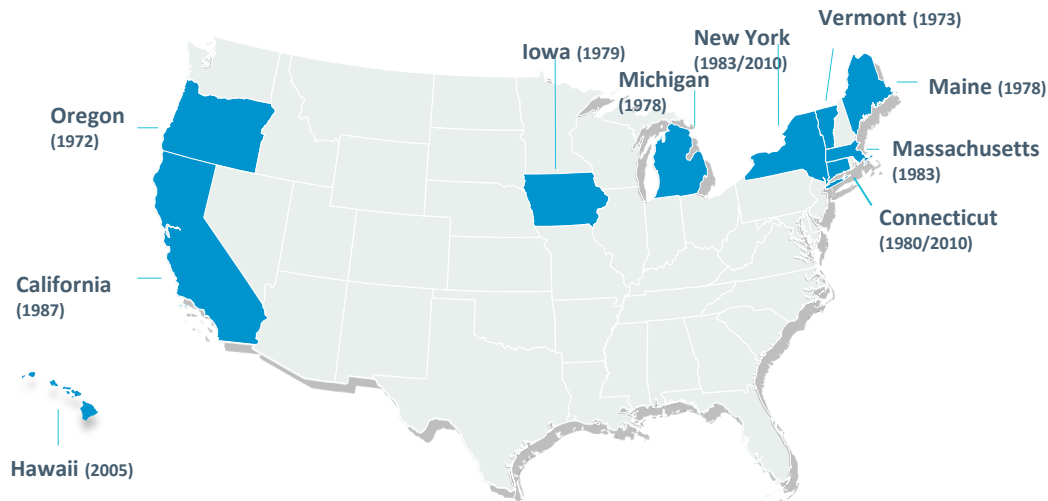 Vermont (1973)
New York
(1983/2010)
Iowa (1979)
Michigan
(1978)
Maine (1978)
Oregon
(1972)
Massachusetts
(1983)
Connecticut
(1980/2010)
California
(1987)
Hawaii (2005)